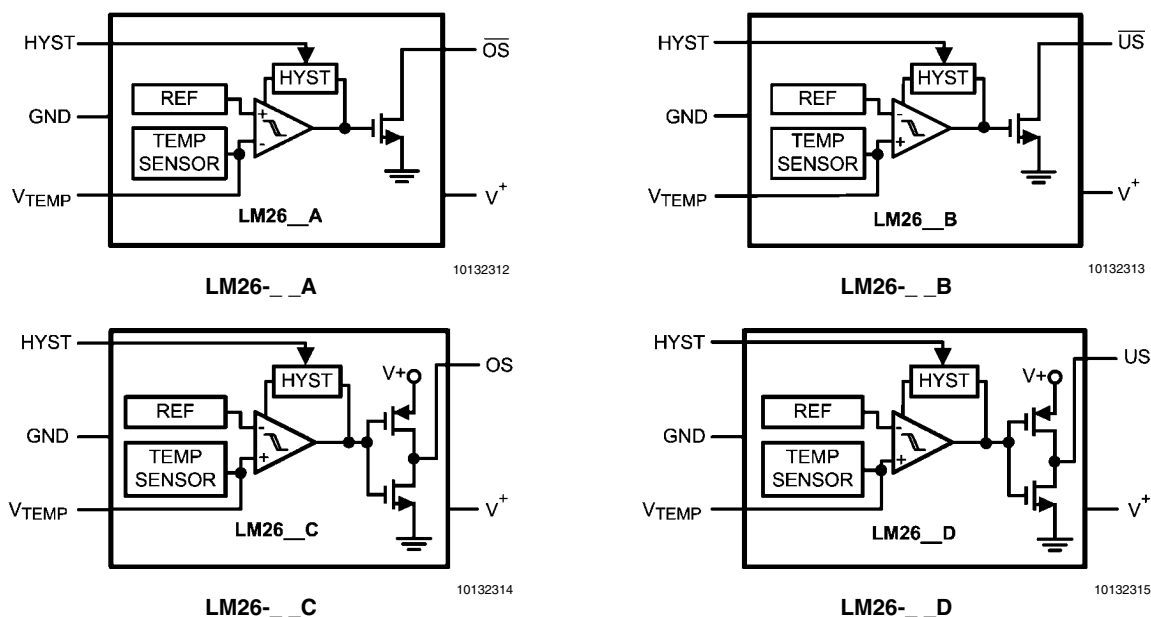 HYST
OS
HYST
REF
+
GND
TEMP
SENSOR
-
VTEMP
V+
LM26__A
10132312
LM26-_ _A
HYST
US
HYST
REF
-
GND
TEMP
SENSOR
+
VTEMP
V+
LM26__B
10132313
LM26-_ _B
HYST
OS
HYST
V+
REF
-
GND
TEMP
SENSOR
+
VTEMP
V+
LM26__C
10132314
LM26-_ _C
HYST
US
HYST
V+
REF
-
GND
TEMP
SENSOR
+
VTEMP
V+
LM26__D
10132315
LM26-_ _D